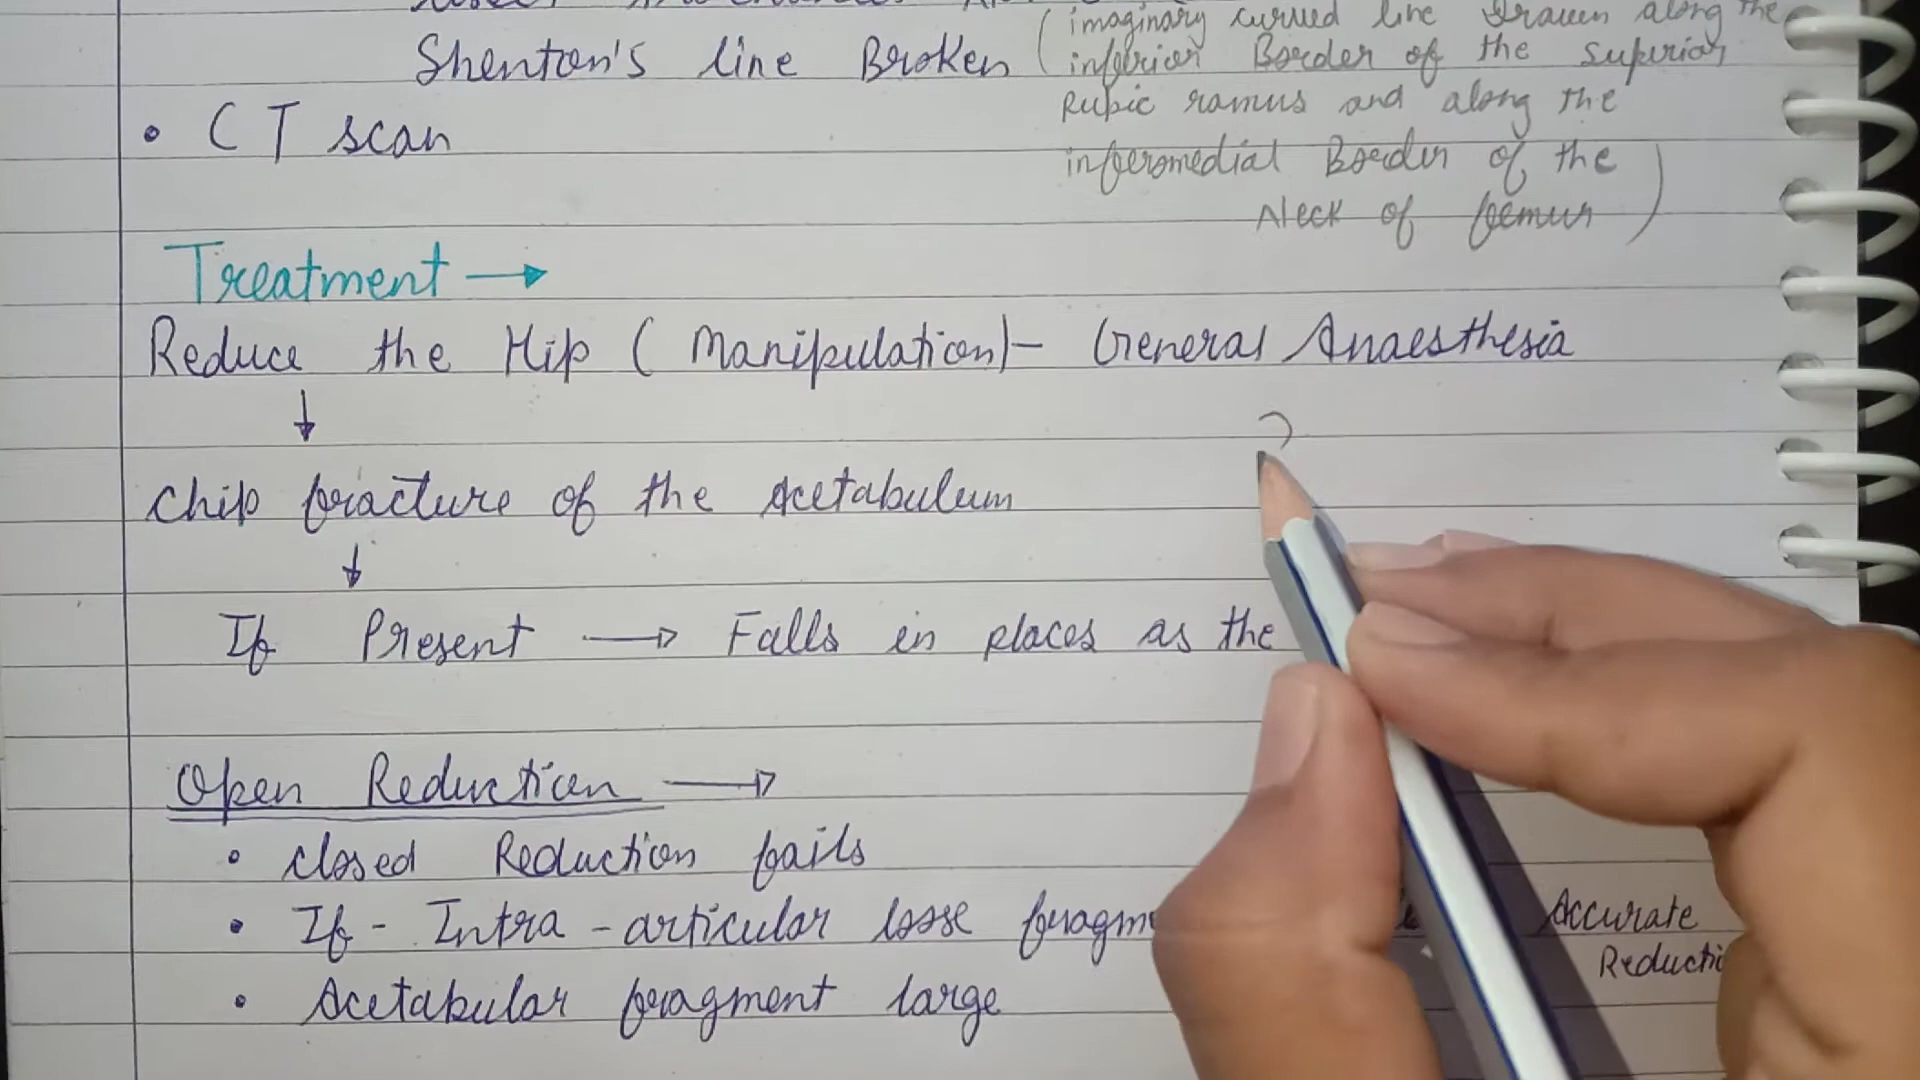 Shenton's line Broken (imaginary curved line drawn along the
inferior Border of the superior
Pubic ramus and along the
inferomedial Border of the
Neck of femur)
• CT scan
Treatment →
Reduce the Hip (Manipulation) - General Anaesthesia
↓
Chip fracture of the Acetabulum
↓
If Present → Falls in places as the
Open Reduction →
• closed Reduction fails
• If - Intra-articular losse fragm
Accurate
Reducti
• Acetabular fragment large